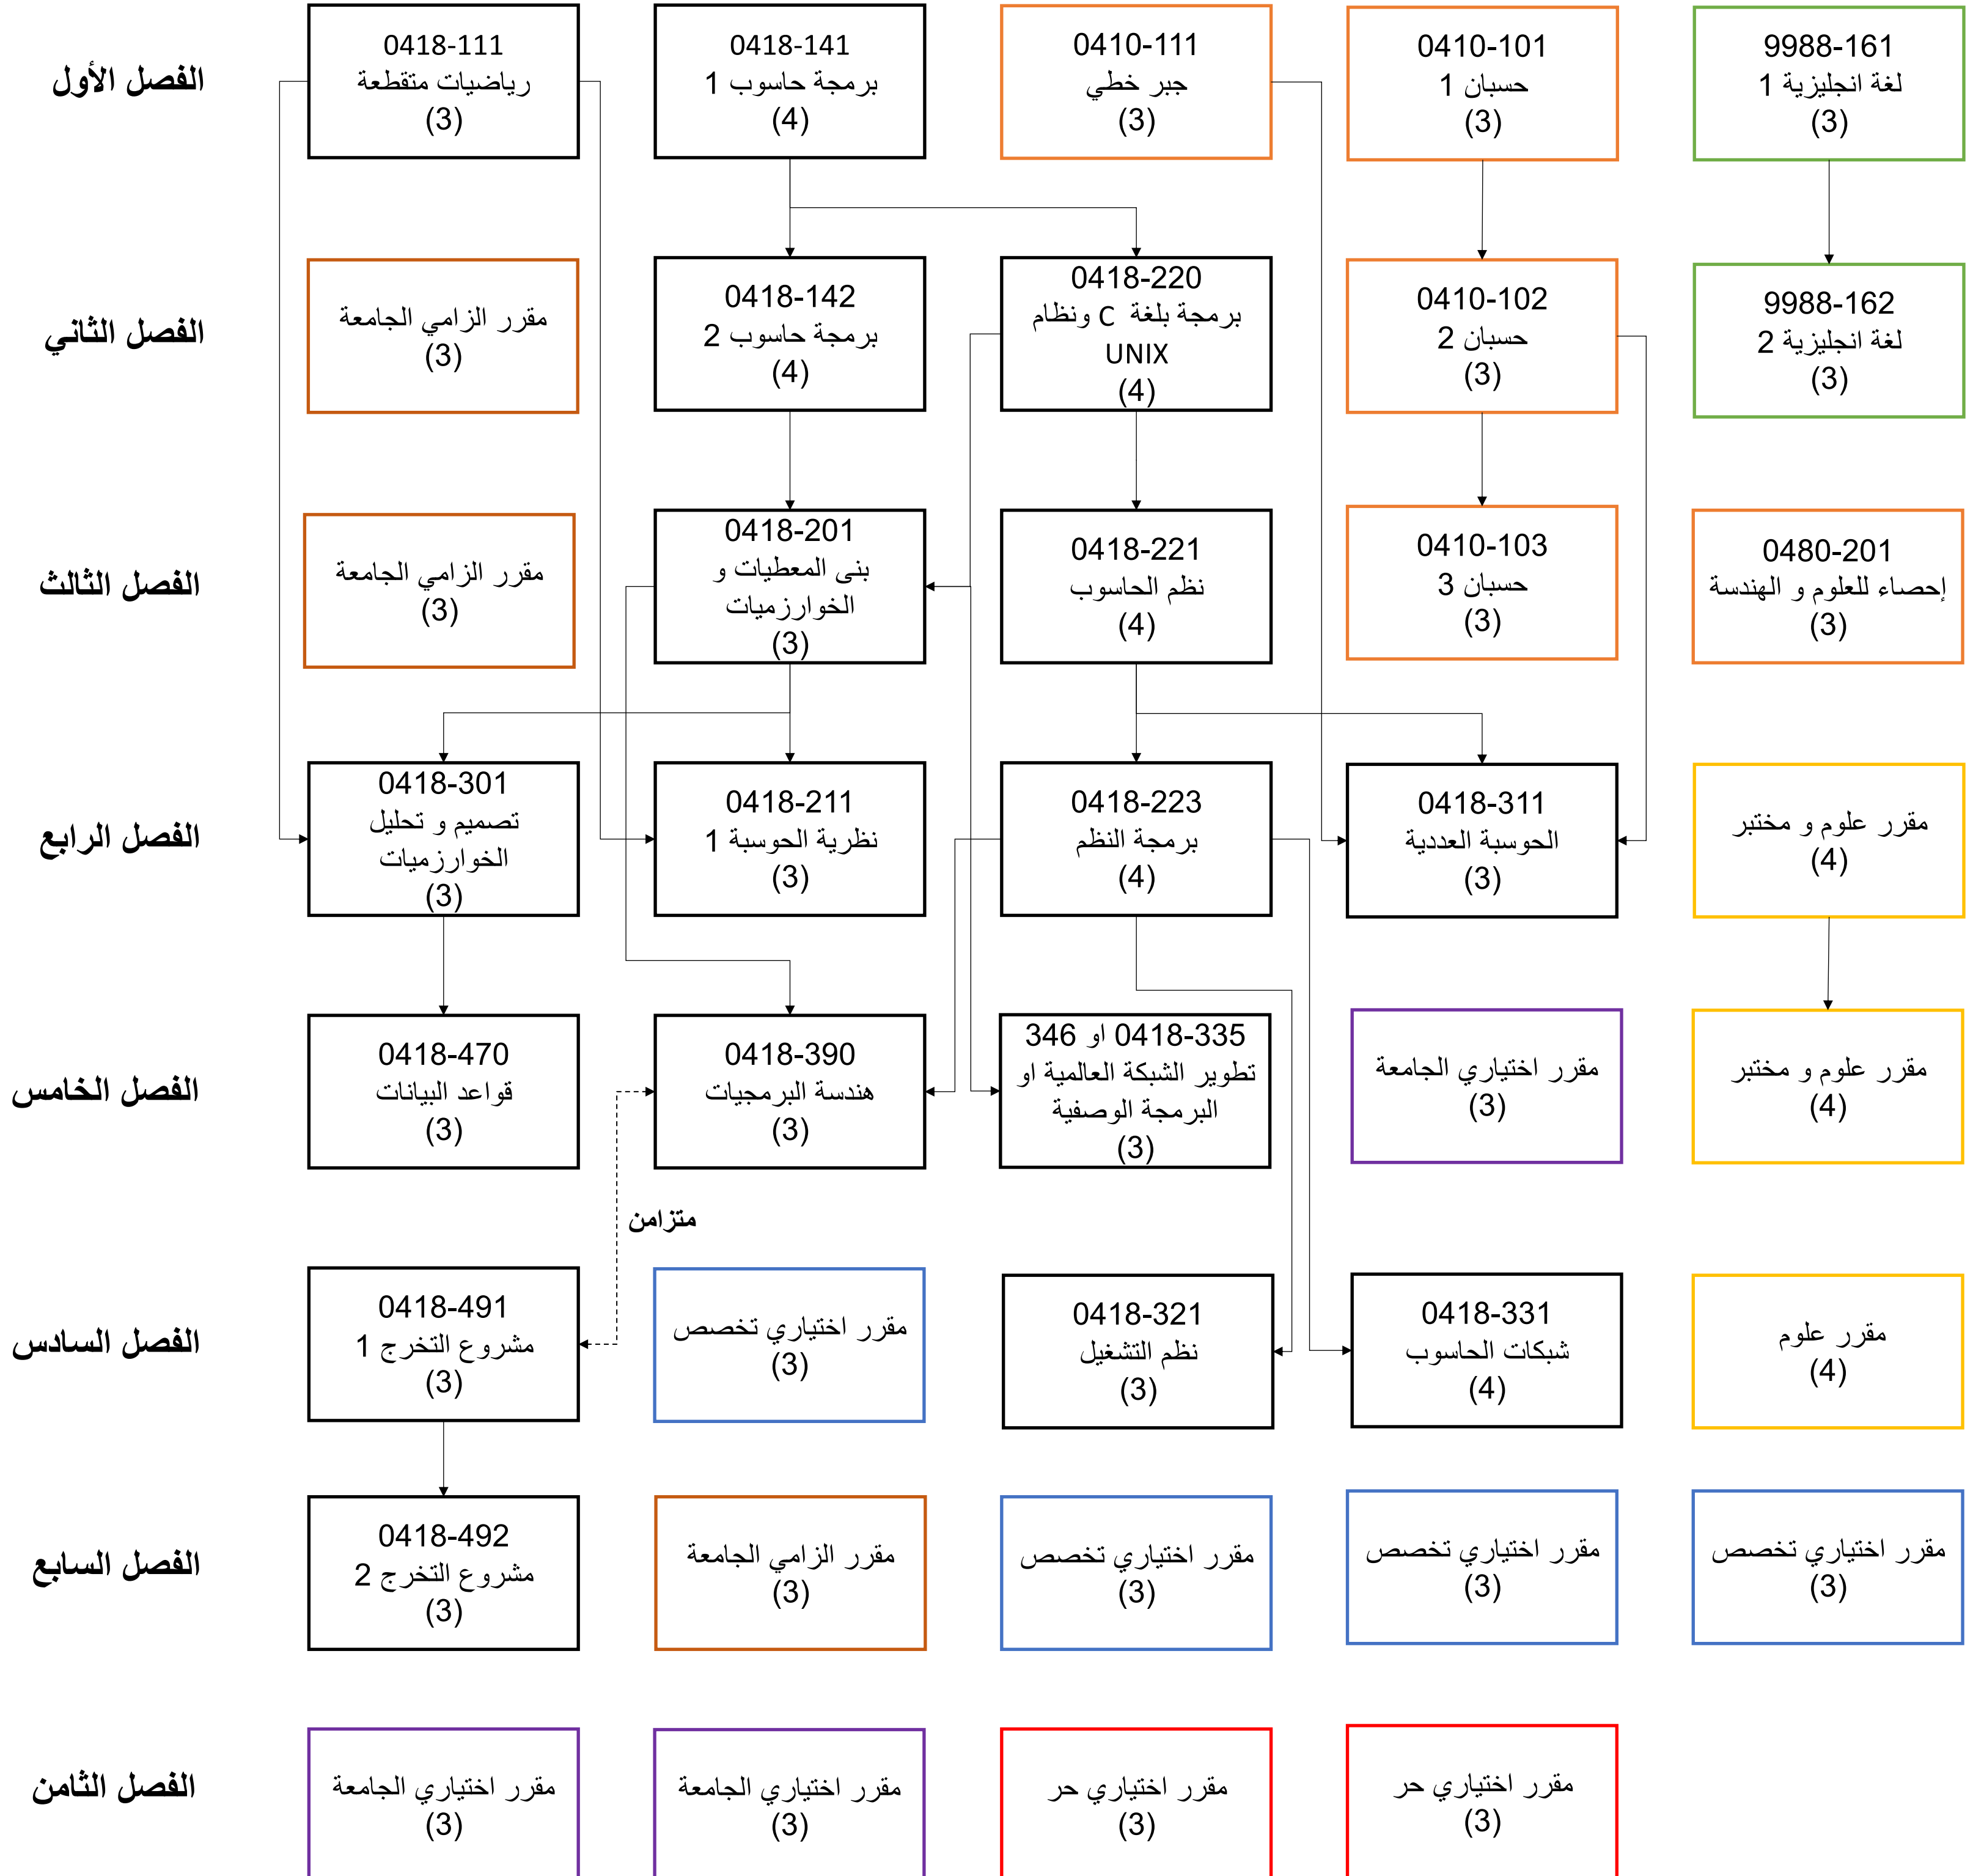 الفصل الأول
0418-111
رياضيات متقطعة
(3)
0418-141
برمجة حاسوب 1
(4)
0410-111
جبر خطي
(3)
0410-101
حسبان 1
(3)
9988-161
لغة انجليزية 1
(3)
الفصل الثاني
مقرر الزامي الجامعة
(3)
0418-142
برمجة حاسوب 2
(4)
0418-220
برمجة بلغة C ونظام
UNIX
(4)
0410-102
حسبان 2
(3)
9988-162
لغة انجليزية 2
(3)
الفصل الثالث
مقرر الزامي الجامعة
(3)
0418-201
بنى المعطيات و
الخوارزميات
(3)
0418-221
نظم الحاسوب
(4)
0410-103
حسبان 3
(3)
0480-201
إحصاء للعلوم و الهندسة
(3)
الفصل الرابع
0418-301
تصميم و تحليل
الخوارزميات
(3)
0418-211
نظرية الحوسبة 1
(3)
0418-223
برمجة النظم
(4)
0418-311
الحوسبة العددية
(3)
مقرر علوم و مختبر
(4)
الفصل الخامس
0418-470
قواعد البيانات
(3)
0418-390
هندسة البرمجيات
(3)
0418-335 او 346
تطوير الشبكة العالمية او
البرمجة الوصفية
(3)
مقرر اختياري الجامعة
(3)
مقرر علوم و مختبر
(4)
متزامن
الفصل السادس
0418-491
مشروع التخرج 1
(3)
مقرر اختياري تخصص
(3)
0418-321
نظم التشغيل
(3)
0418-331
شبكات الحاسوب
(4)
مقرر علوم
(4)
الفصل السابع
0418-492
مشروع التخرج 2
(3)
مقرر الزامي الجامعة
(3)
مقرر اختياري تخصص
(3)
مقرر اختياري تخصص
(3)
مقرر اختياري تخصص
(3)
الفصل الثامن
مقرر اختياري الجامعة
(3)
مقرر اختياري الجامعة
(3)
مقرر اختياري حر
(3)
مقرر اختياري حر
(3)